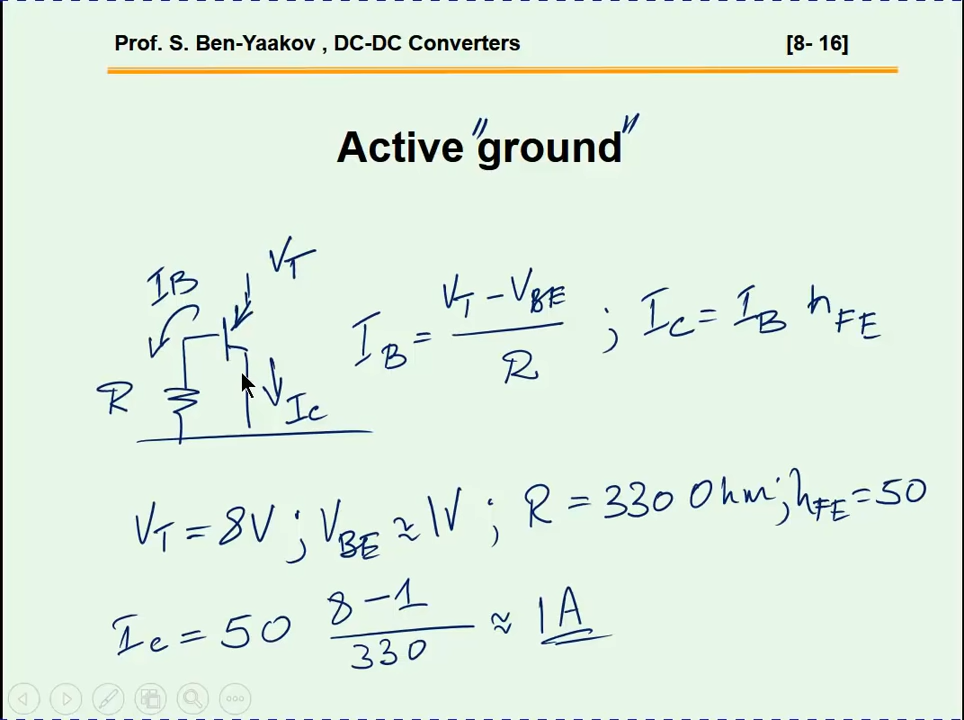 Prof. S. Ben-Yaakov , DC-DC Converters [8- 16]
Active "ground"
IB
VT
R
Ic
IB = VT - VBE / R ; IC = IB hFE
VT = 8V ; VBE ≈ 1V ; R = 330 Ohm ; hFE = 50
Ic = 50 8 - 1 / 330 ≈ 1A